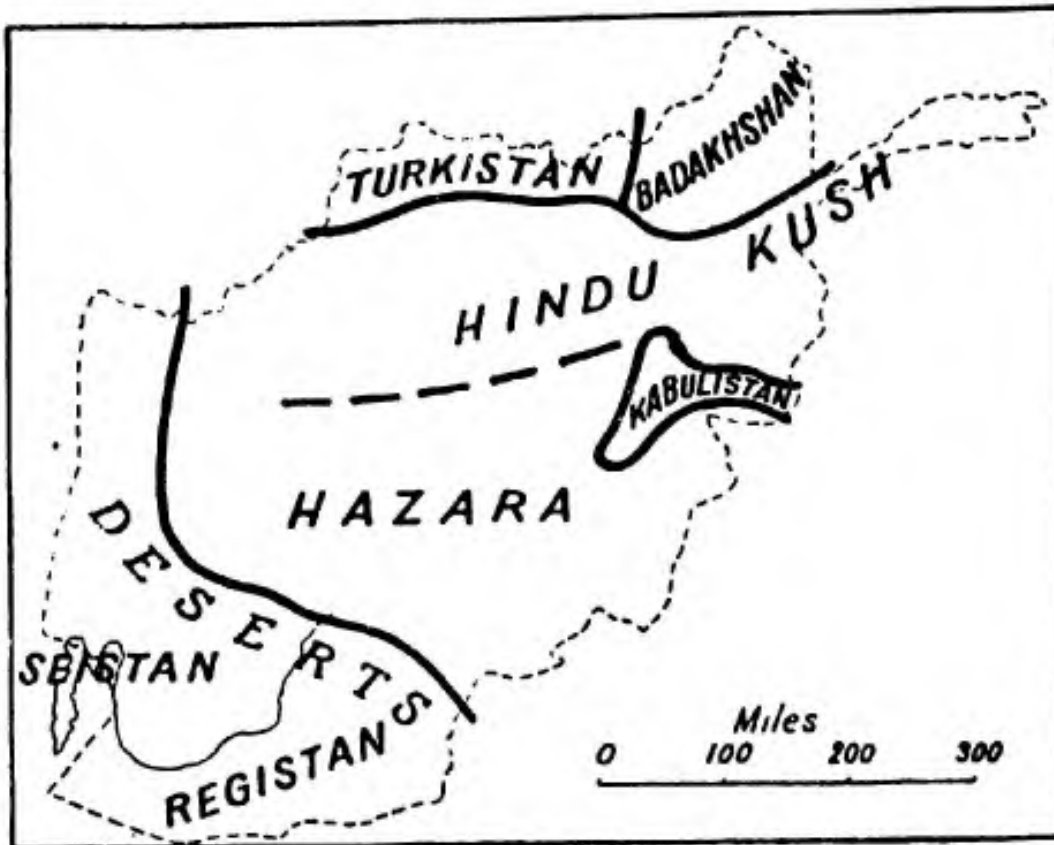 TURKISTAN
BADAKHSHAN
HINDU KUSH
KABULISTAN
HAZARA
DESERTS
SEISTAN
REGISTAN
Miles
0 100 200 300